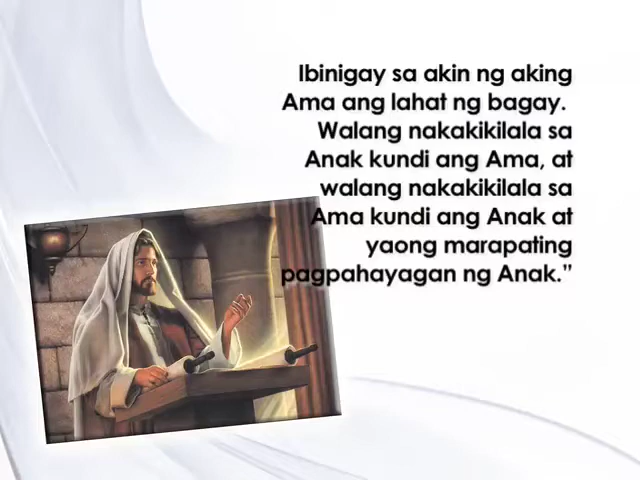 Ibinigay sa akin ng aking
Ama ang lahat ng bagay.
Walang nakakikilala sa
Anak kundi ang Ama, at
walang nakakikilala sa
Ama kundi ang Anak at
yaong marapating
pagpahayagan ng Anak.”